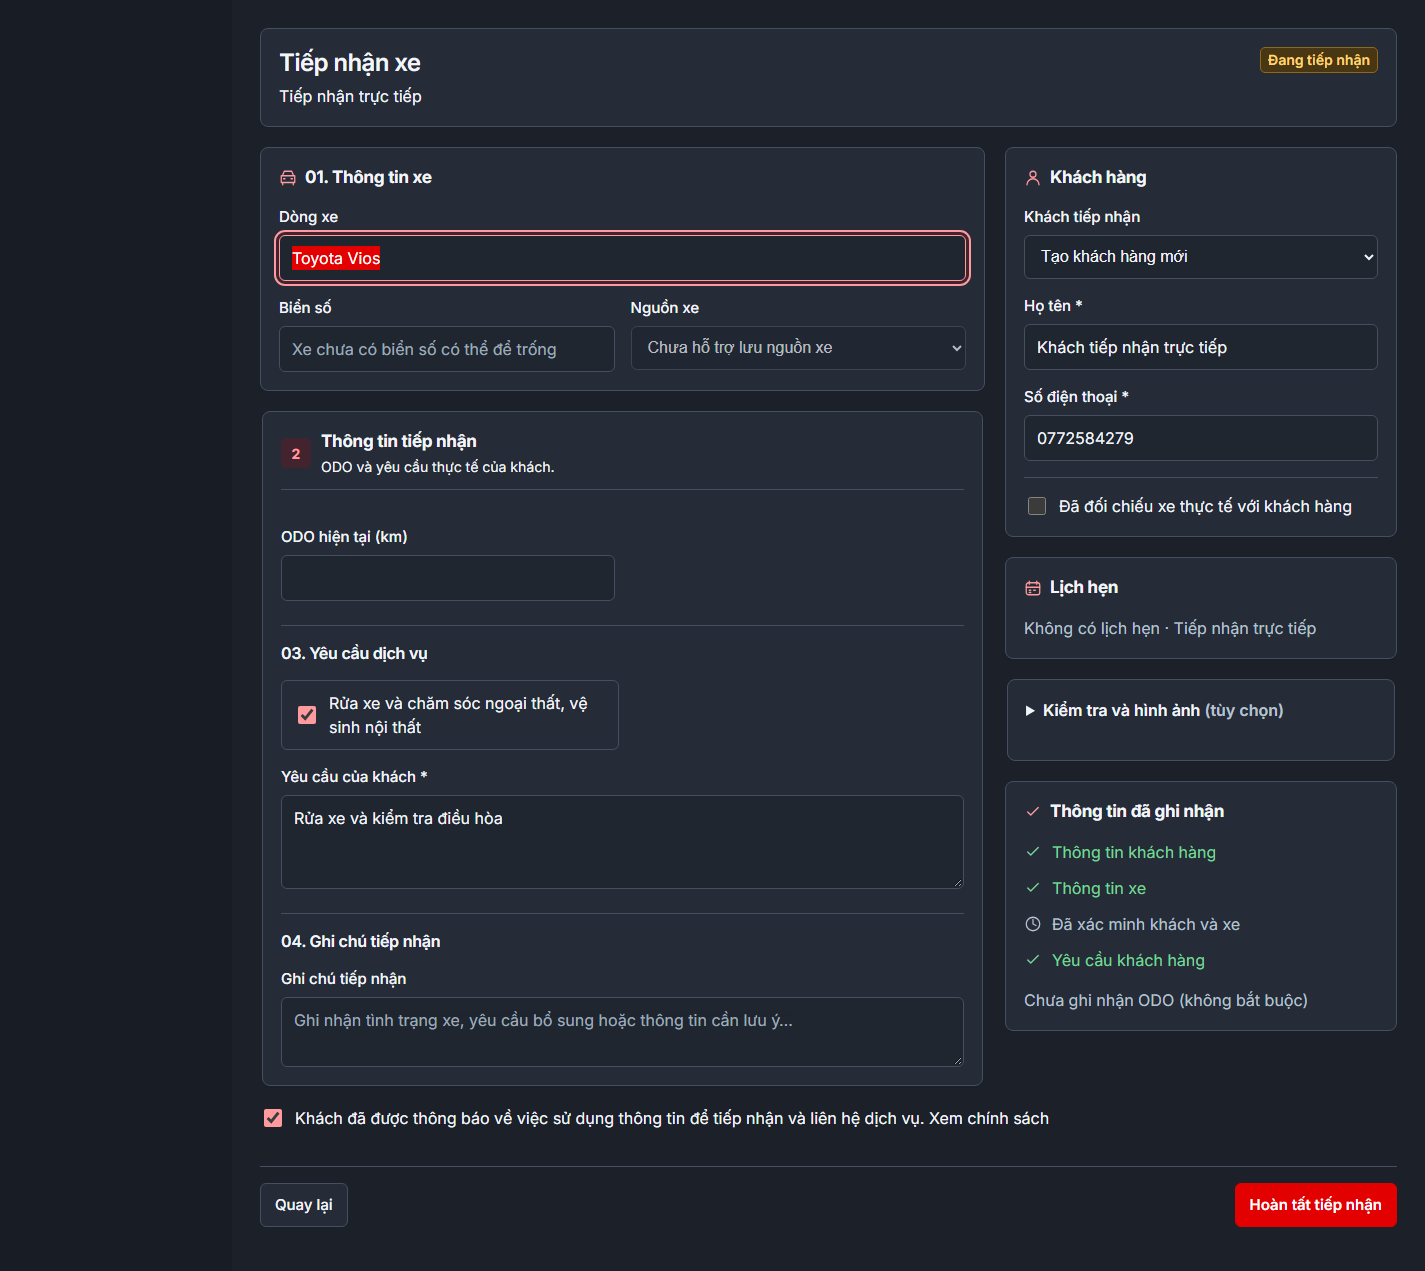 Tiếp nhận xe
Đang tiếp nhận
Tiếp nhận trực tiếp
01. Thông tin xe
Dòng xe
Toyota Vios
Biển số
Nguồn xe
Xe chưa có biển số có thể để trống
Chưa hỗ trợ lưu nguồn xe
2
Thông tin tiếp nhận
ODO và yêu cầu thực tế của khách.
ODO hiện tại (km)
03. Yêu cầu dịch vụ
Rửa xe và chăm sóc ngoại thất, vệ
sinh nội thất
Yêu cầu của khách *
Rửa xe và kiểm tra điều hòa
04. Ghi chú tiếp nhận
Ghi chú tiếp nhận
Ghi nhận tình trạng xe, yêu cầu bổ sung hoặc thông tin cần lưu ý...
Khách hàng
Khách tiếp nhận
Tạo khách hàng mới
Họ tên *
Khách tiếp nhận trực tiếp
Số điện thoại *
0772584279
Đã đối chiếu xe thực tế với khách hàng
Lịch hẹn
Không có lịch hẹn · Tiếp nhận trực tiếp
Kiểm tra và hình ảnh (tùy chọn)
Thông tin đã ghi nhận
Thông tin khách hàng
Thông tin xe
Đã xác minh khách và xe
Yêu cầu khách hàng
Chưa ghi nhận ODO (không bắt buộc)
Khách đã được thông báo về việc sử dụng thông tin để tiếp nhận và liên hệ dịch vụ. Xem chính sách
Quay lại
Hoàn tất tiếp nhận